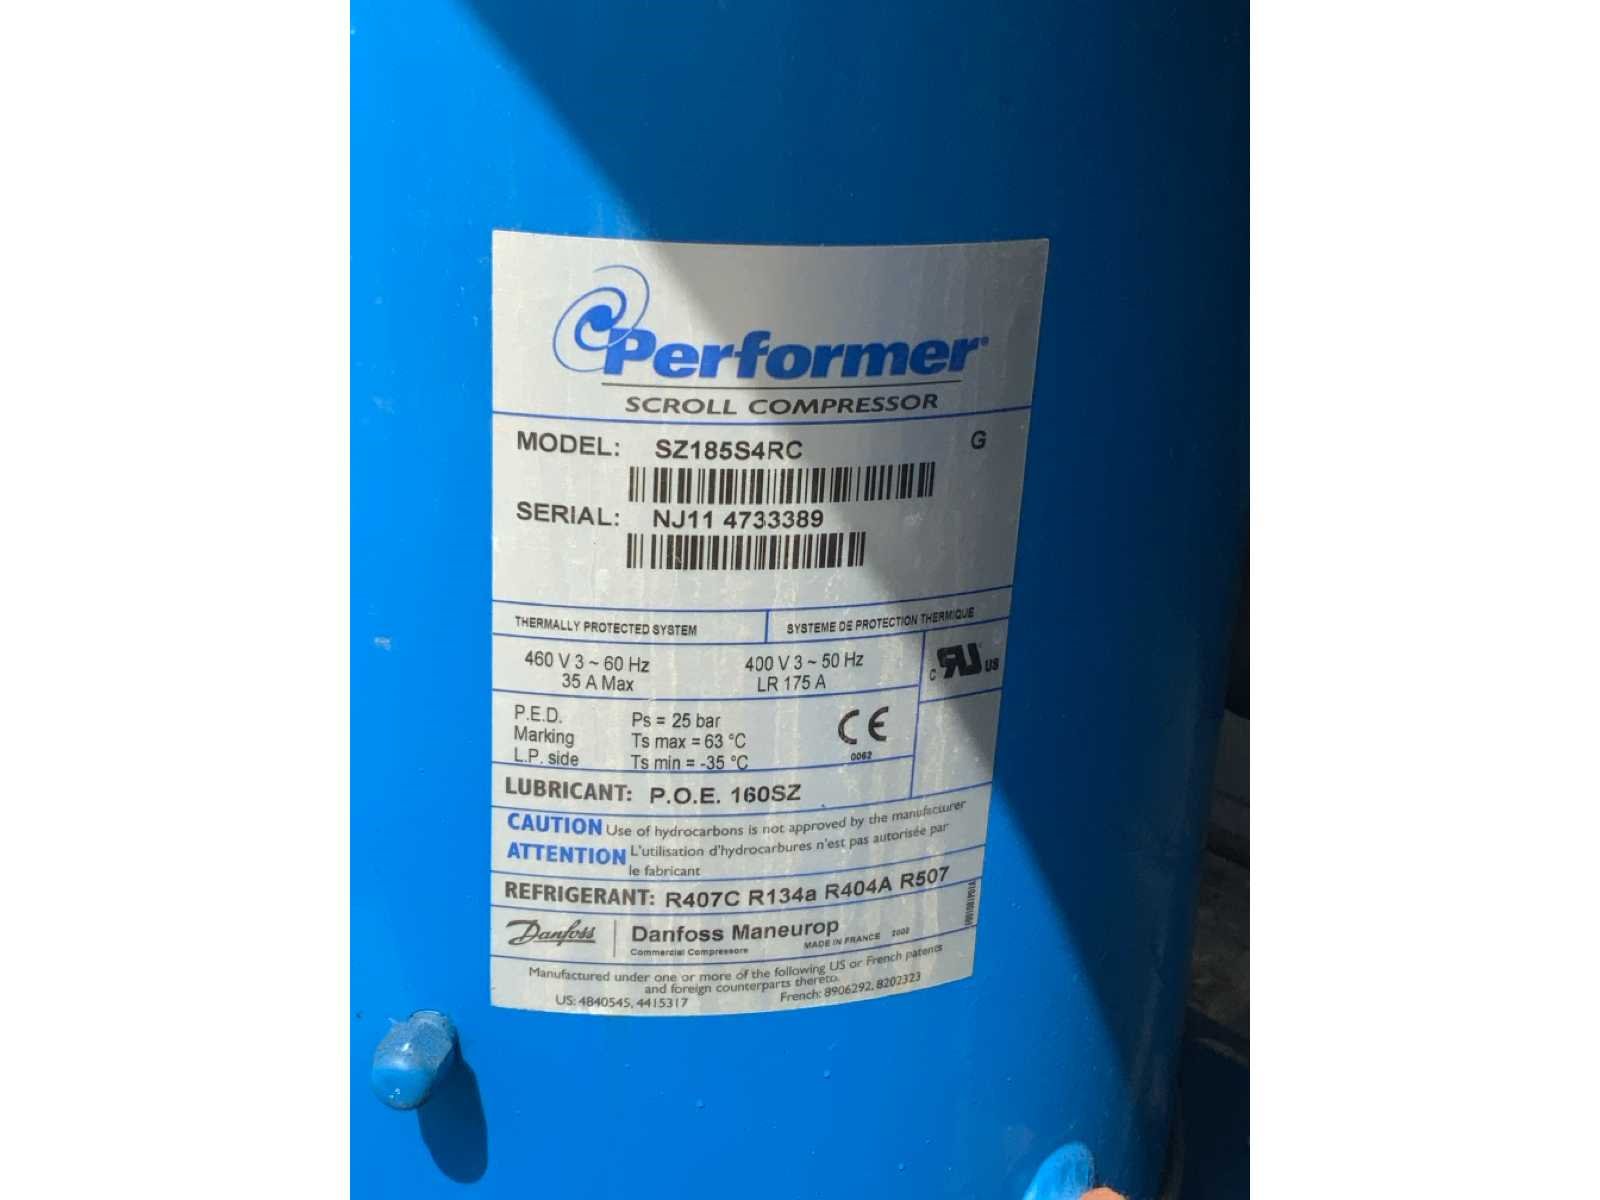 Performer®
SCROLL COMPRESSOR
MODEL: SZ185S4RC G
SERIAL: NJ11 4733389
THERMALLY PROTECTED SYSTEM SYSTEME DE PROTECTION THERMIQUE
460 V 3 ~ 60 Hz 400 V 3 ~ 50 Hz
35 A Max LR 175 A
c RU US
P.E.D. Ps = 25 bar
Marking Ts max = 63 °C
L.P. side Ts min = -35 °C
CE
0062
LUBRICANT: P.O.E. 160SZ
CAUTION Use of hydrocarbons is not approved by the manufacturer
ATTENTION L'utilisation d'hydrocarbures n'est pas autorisée par
le fabricant
REFRIGERANT: R407C R134a R404A R507
Danfoss Danfoss Maneurop
Commercial Compressors MADE IN FRANCE
Manufactured under one or more of the following US or French patents
and foreign counterparts thereto.
US: 4840545, 4415317 French: 8906292, 8202323